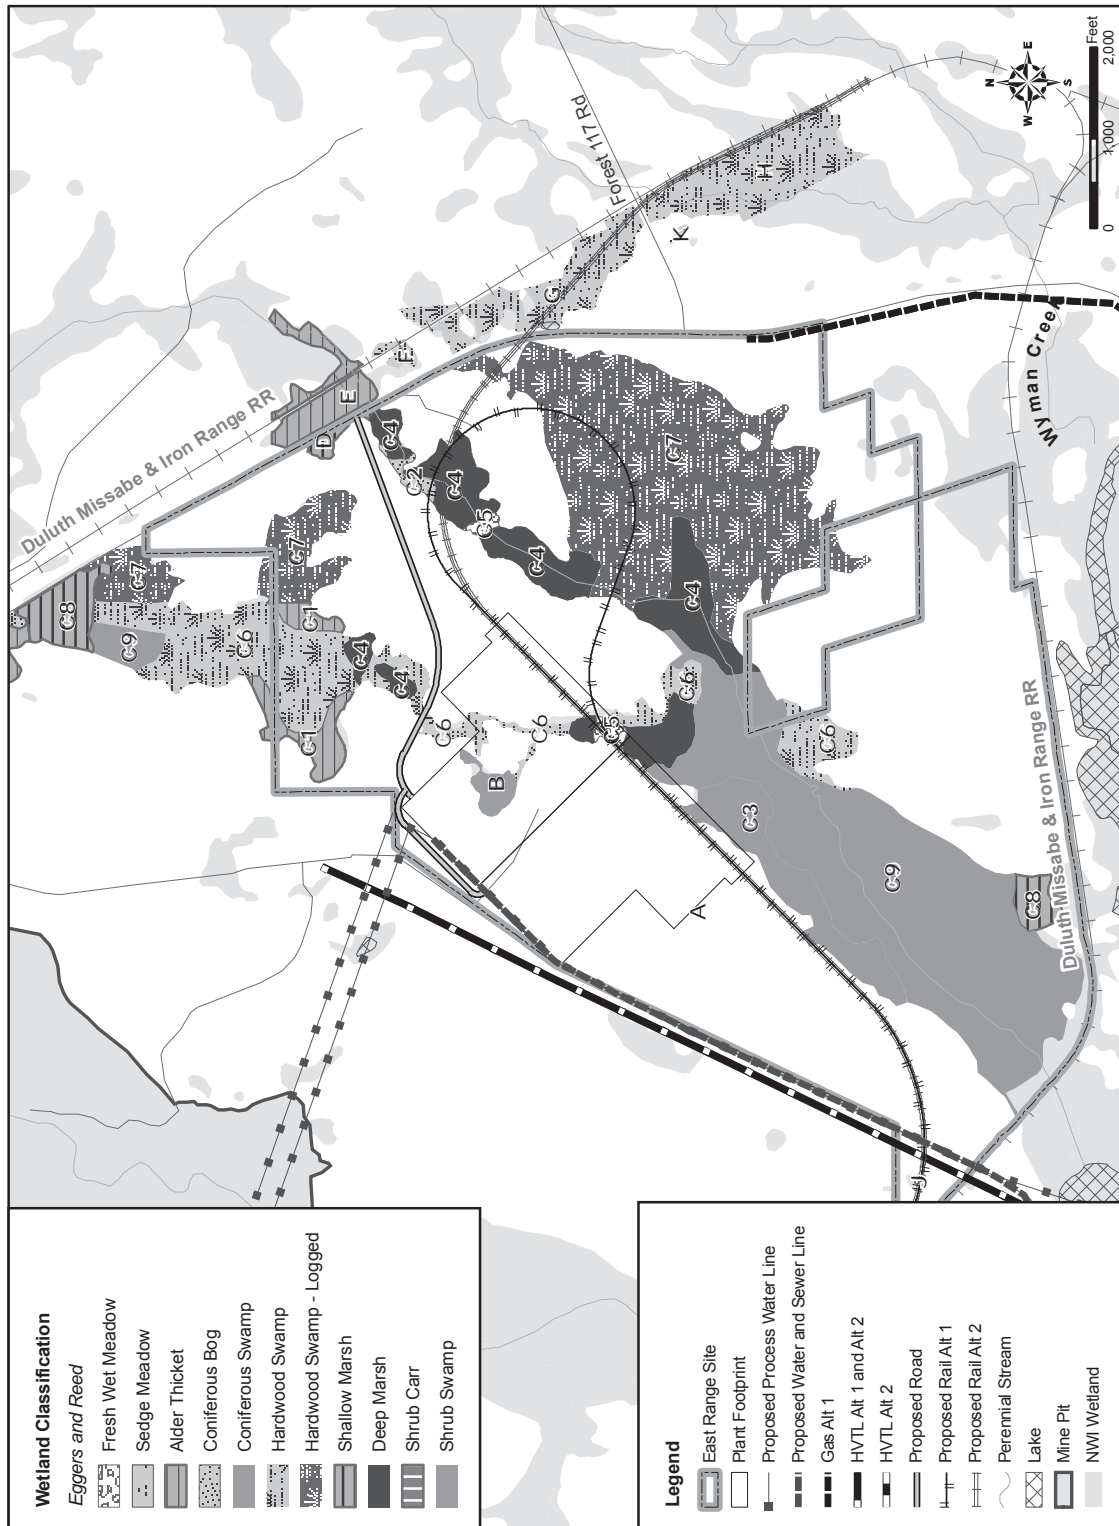 Wetland Classification
Eggers and Reed
Fresh Wet Meadow
Sedge Meadow
Alder Thicket
Coniferous Bog
Coniferous Swamp
Hardwood Swamp
Hardwood Swamp - Logged
Shallow Marsh
Deep Marsh
Shrub Carr
Shrub Swamp
Legend
East Range Site
Plant Footprint
Proposed Process Water Line
Proposed Water and Sewer Line
Gas Alt 1
HVTL Alt 1 and Alt 2
HVTL Alt 2
Proposed Road
Proposed Rail Alt 1
Proposed Rail Alt 2
Perennial Stream
Lake
Mine Pit
NWI Wetland
Duluth Missabe & Iron Range RR
Forest 117 Rd
Duluth Missabe & Iron Range RR
Wyman Creek
C8
C9
C7
C6
C1
C7
C1
C4
C4
C6
C6
B
C5
C6
D
E
F
C4
C2
C4
C5
C4
C7
C4
C6
C3
C9
C8
A
J
G
H
K
N
E
S
W
0
1,000
2,000
Feet